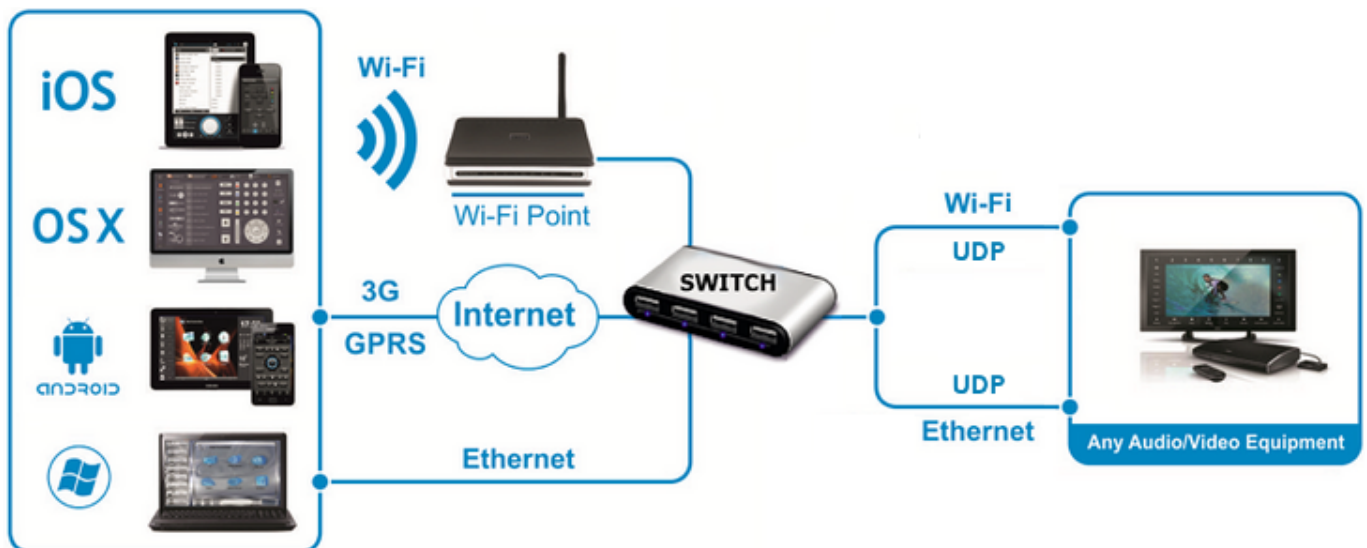 iOS
OS X
ANDROID
Wi-Fi
Wi-Fi Point
3G
GPRS
Internet
Ethernet
SWITCH
Wi-Fi
UDP
UDP
Ethernet
Any Audio/Video Equipment